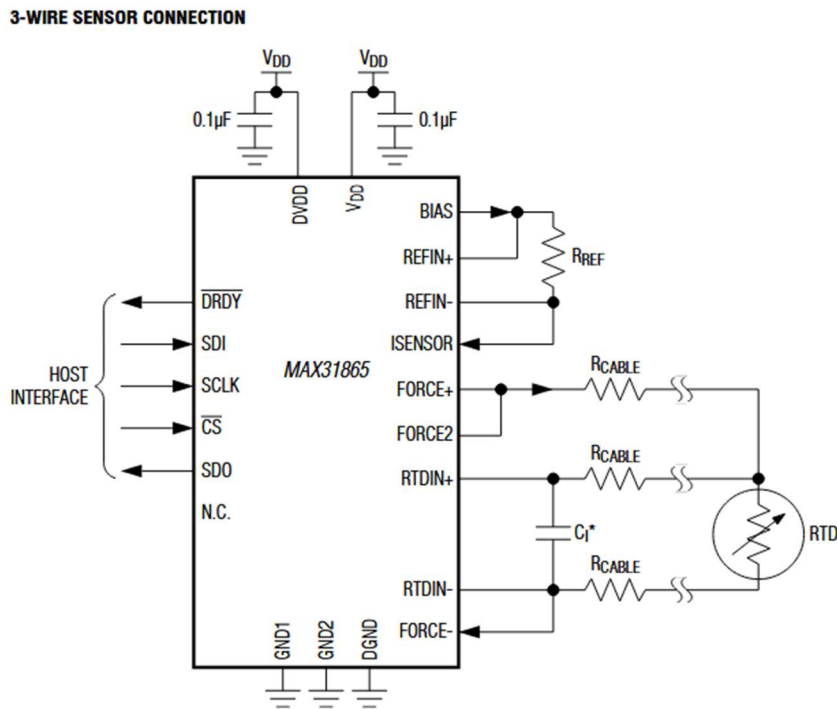 3-WIRE SENSOR CONNECTION
VDD
VDD
0.1µF
0.1µF
DVDD
VDD
BIAS
REFIN+
RREF
REFIN-
ISENSOR
DRDY
SDI
SCLK
CS
SDO
N.C.
HOST
INTERFACE
MAX31865
FORCE+
RCABLE
FORCE2
RTDIN+
RCABLE
CI*
RTD
RTDIN-
RCABLE
FORCE-
GND1
GND2
DGND